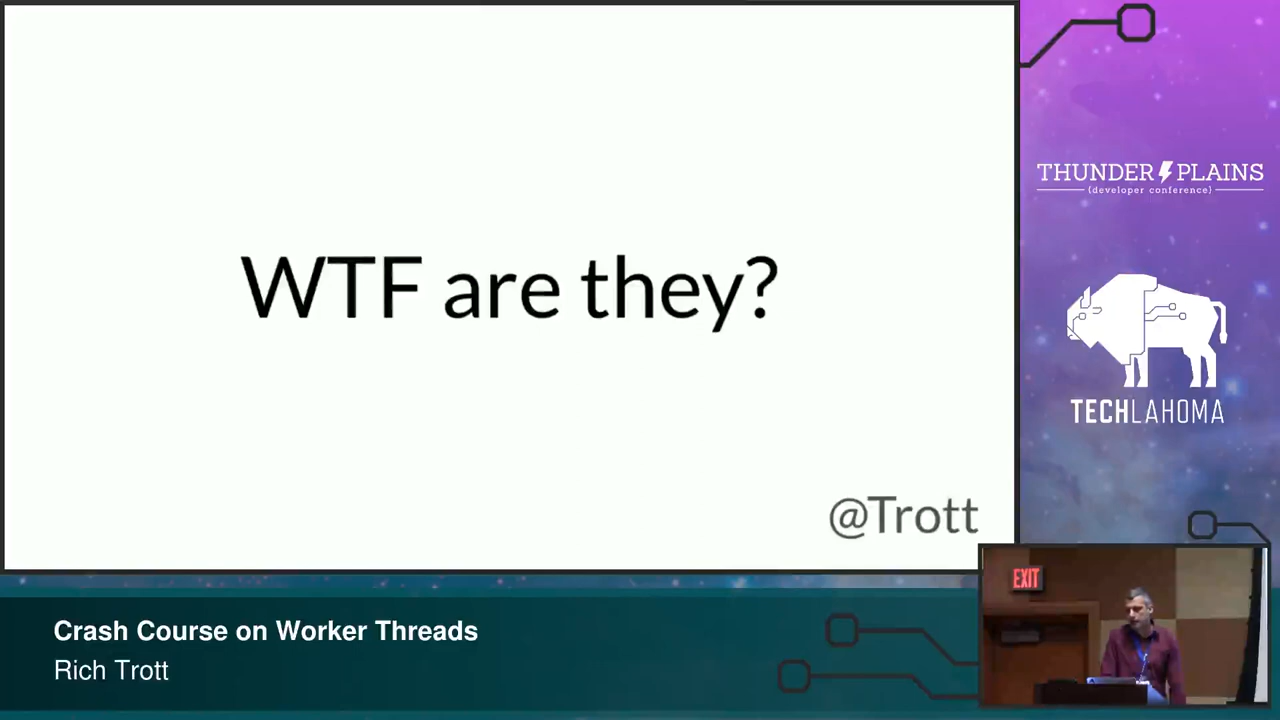 WTF are they?
@Trott
THUNDER PLAINS
{developer conference}
TECHLAHOMA
EXIT
Crash Course on Worker Threads
Rich Trott